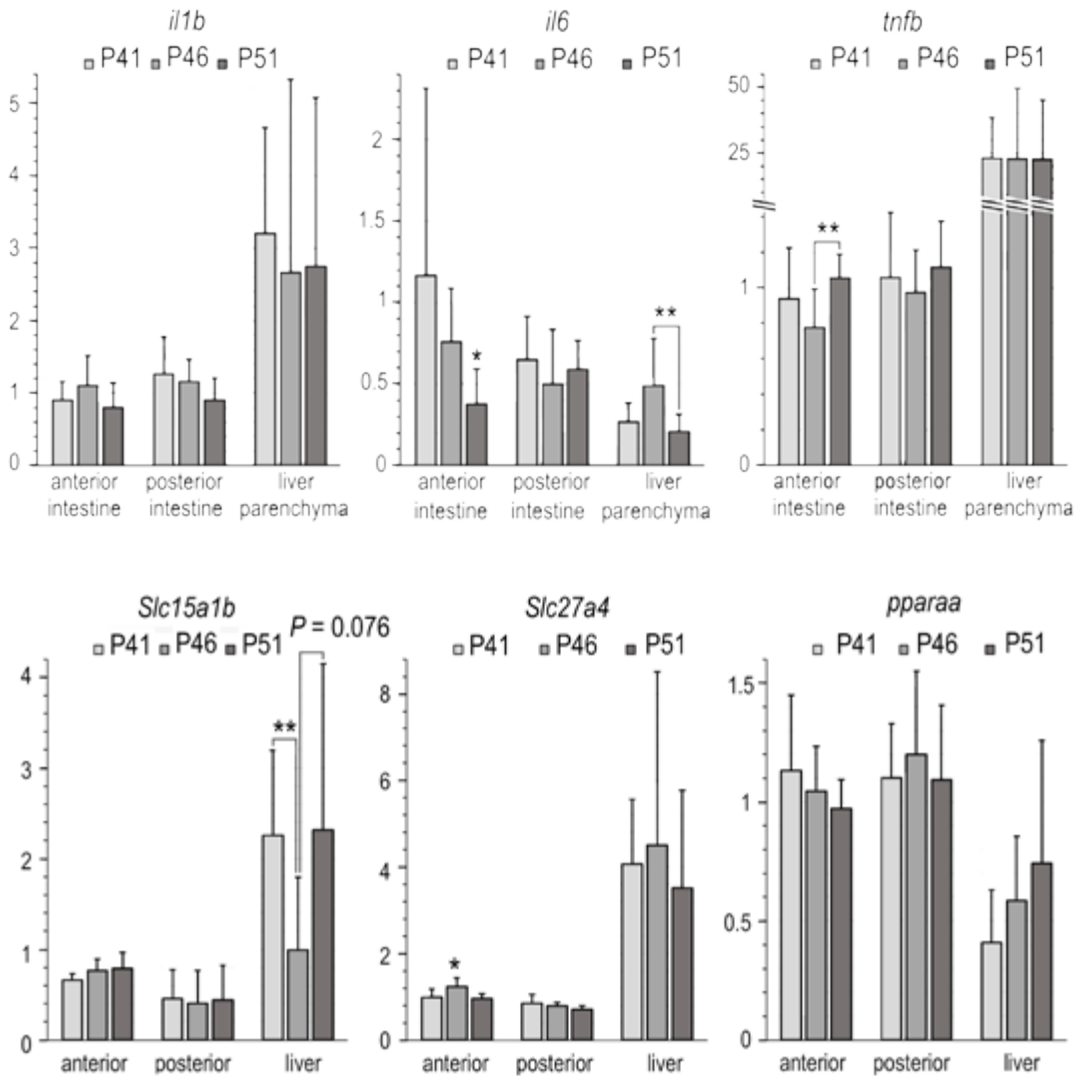 il1b
P41 P46 P51
5
4
3
2
1
0
anterior intestine
posterior intestine
liver parenchyma
il6
P41 P46 P51
2
1.5
1
0.5
0
**
*
anterior intestine
posterior intestine
liver parenchyma
tnfb
P41 P46 P51
50
25
**
1
0
anterior intestine
posterior intestine
liver parenchyma
Slc15a1b
P = 0.076
P41 P46 P51
4
**
3
2
1
0
anterior
posterior
liver
Slc27a4
P41 P46 P51
8
6
4
2
*
0
anterior
posterior
liver
pparaa
P41 P46 P51
1.5
1
0.5
0
anterior
posterior
liver